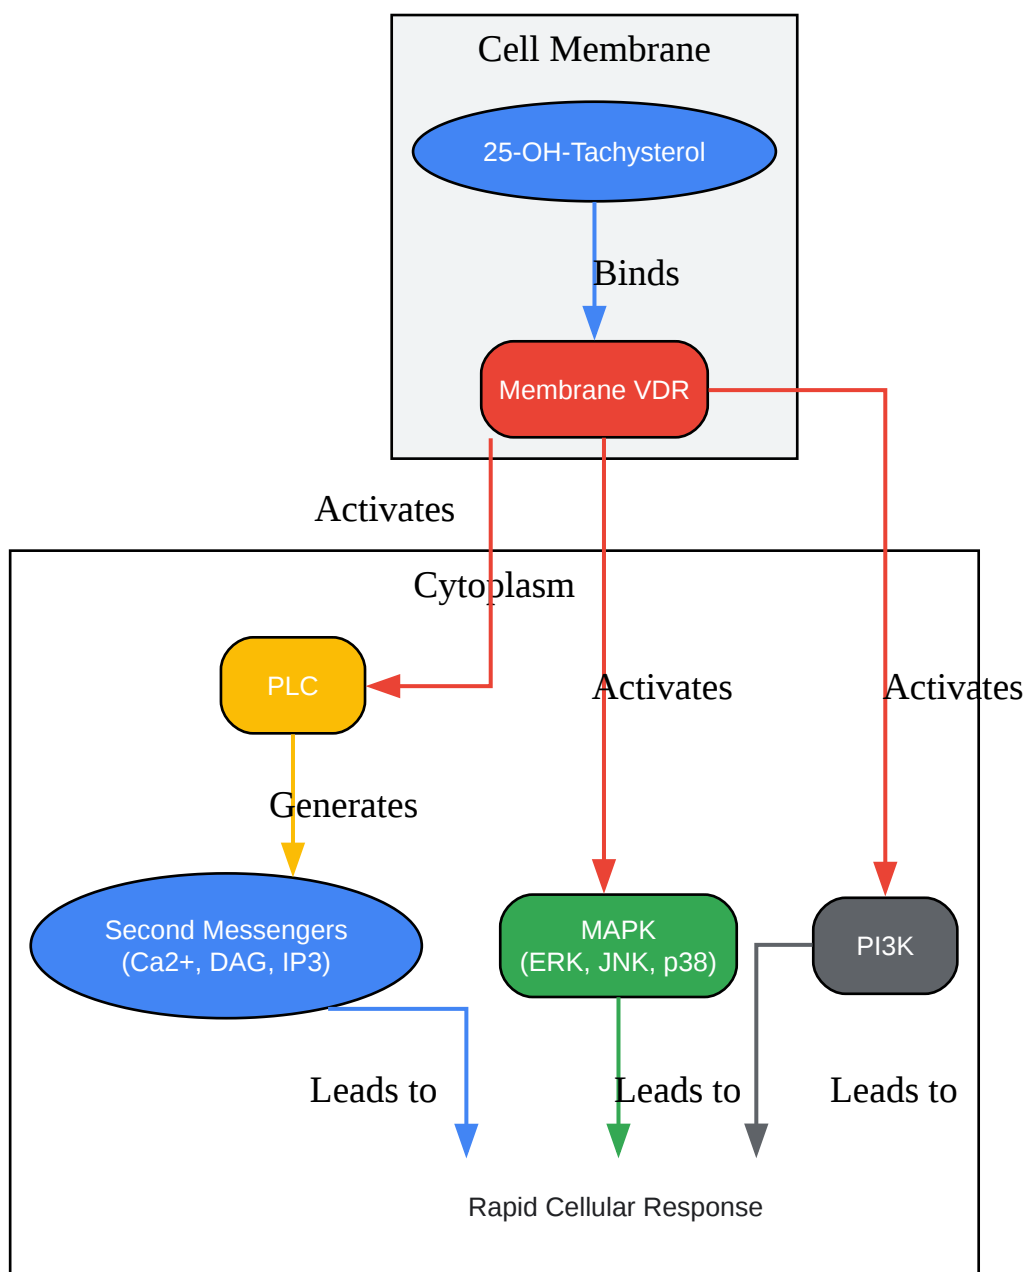 Cell Membrane
25-OH-Tachysterol
Binds
Membrane VDR
Activates
Cytoplasm
PLC
Activates
Activates
Generates
Second Messengers
(Ca2+, DAG, IP3)
MAPK
(ERK, JNK, p38)
PI3K
Leads to
Leads to
Leads to
Rapid Cellular Response